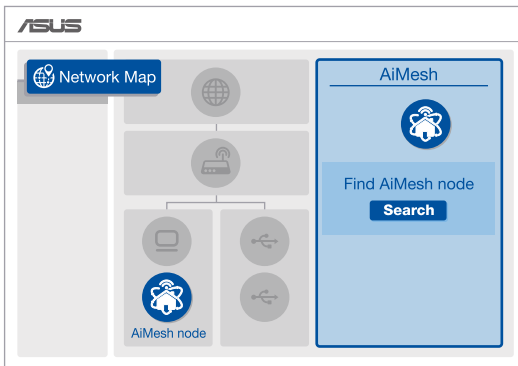 ASUS
Network Map
AiMesh
Find AiMesh node
Search
AiMesh node